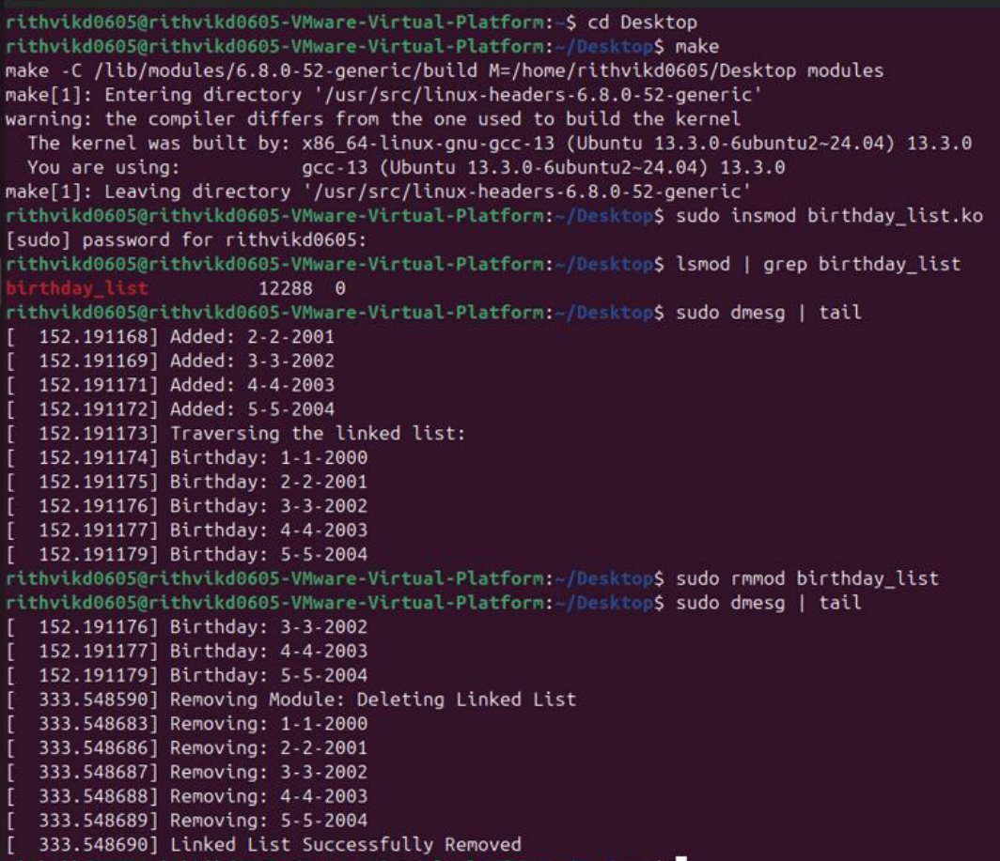 rithvikd0605@rithvikd0605-VMware-Virtual-Platform:~$ cd Desktop
rithvikd0605@rithvikd0605-VMware-Virtual-Platform:~/Desktop$ make
make -C /lib/modules/6.8.0-52-generic/build M=/home/rithvikd0605/Desktop modules
make[1]: Entering directory '/usr/src/linux-headers-6.8.0-52-generic'
warning: the compiler differs from the one used to build the kernel
  The kernel was built by: x86_64-linux-gnu-gcc-13 (Ubuntu 13.3.0-6ubuntu2~24.04) 13.3.0
  You are using:           gcc-13 (Ubuntu 13.3.0-6ubuntu2~24.04) 13.3.0
make[1]: Leaving directory '/usr/src/linux-headers-6.8.0-52-generic'
rithvikd0605@rithvikd0605-VMware-Virtual-Platform:~/Desktop$ sudo insmod birthday_list.ko
[sudo] password for rithvikd0605:
rithvikd0605@rithvikd0605-VMware-Virtual-Platform:~/Desktop$ lsmod | grep birthday_list
birthday_list          12288  0
rithvikd0605@rithvikd0605-VMware-Virtual-Platform:~/Desktop$ sudo dmesg | tail
[  152.191168] Added: 2-2-2001
[  152.191169] Added: 3-3-2002
[  152.191171] Added: 4-4-2003
[  152.191172] Added: 5-5-2004
[  152.191173] Traversing the linked list:
[  152.191174] Birthday: 1-1-2000
[  152.191175] Birthday: 2-2-2001
[  152.191176] Birthday: 3-3-2002
[  152.191177] Birthday: 4-4-2003
[  152.191179] Birthday: 5-5-2004
rithvikd0605@rithvikd0605-VMware-Virtual-Platform:~/Desktop$ sudo rmmod birthday_list
rithvikd0605@rithvikd0605-VMware-Virtual-Platform:~/Desktop$ sudo dmesg | tail
[  152.191176] Birthday: 3-3-2002
[  152.191177] Birthday: 4-4-2003
[  152.191179] Birthday: 5-5-2004
[  333.548590] Removing Module: Deleting Linked List
[  333.548683] Removing: 1-1-2000
[  333.548686] Removing: 2-2-2001
[  333.548687] Removing: 3-3-2002
[  333.548688] Removing: 4-4-2003
[  333.548689] Removing: 5-5-2004
[  333.548690] Linked List Successfully Removed